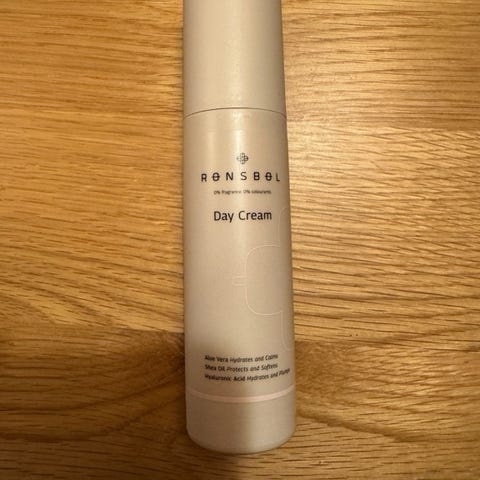 RONSBOL
0% fragrance. 0% colourants.
Day Cream
Aloe Vera Hydrates and Calms
Shea Oil Protects and Softens
Hyaluronic Acid Hydrates and Plumps